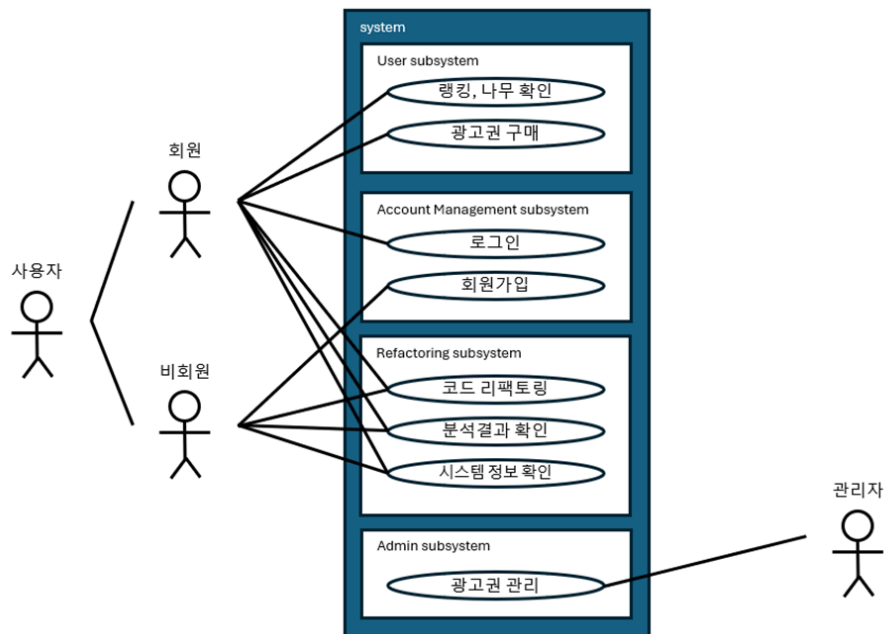 system
User subsystem
랭킹, 나무 확인
광고권 구매
회원
Account Management subsystem
로그인
회원가입
사용자
비회원
Refactoring subsystem
코드 리팩토링
분석결과 확인
시스템 정보 확인
관리자
Admin subsystem
광고권 관리